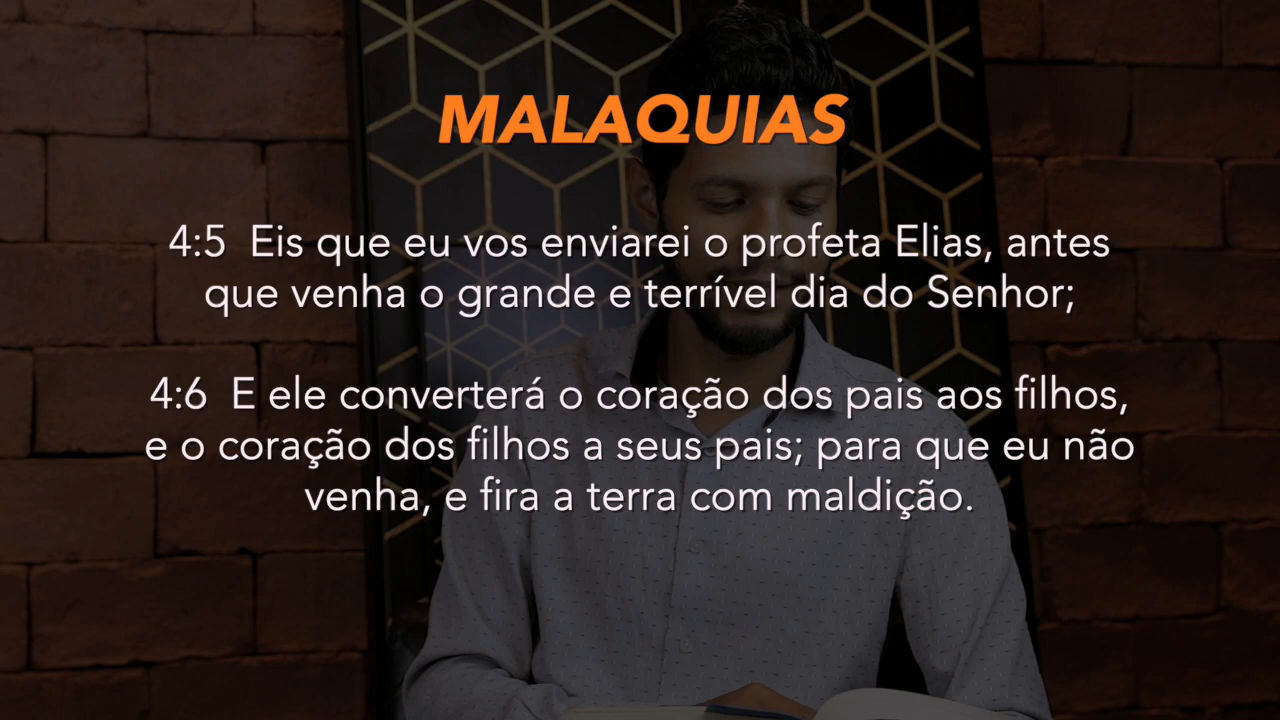 MALAQUIAS
4:5 Eis que eu vos enviarei o profeta Elias, antes
que venha o grande e terrível dia do Senhor;
4:6 E ele converterá o coração dos pais aos filhos,
e o coração dos filhos a seus pais; para que eu não
venha, e fira a terra com maldição.